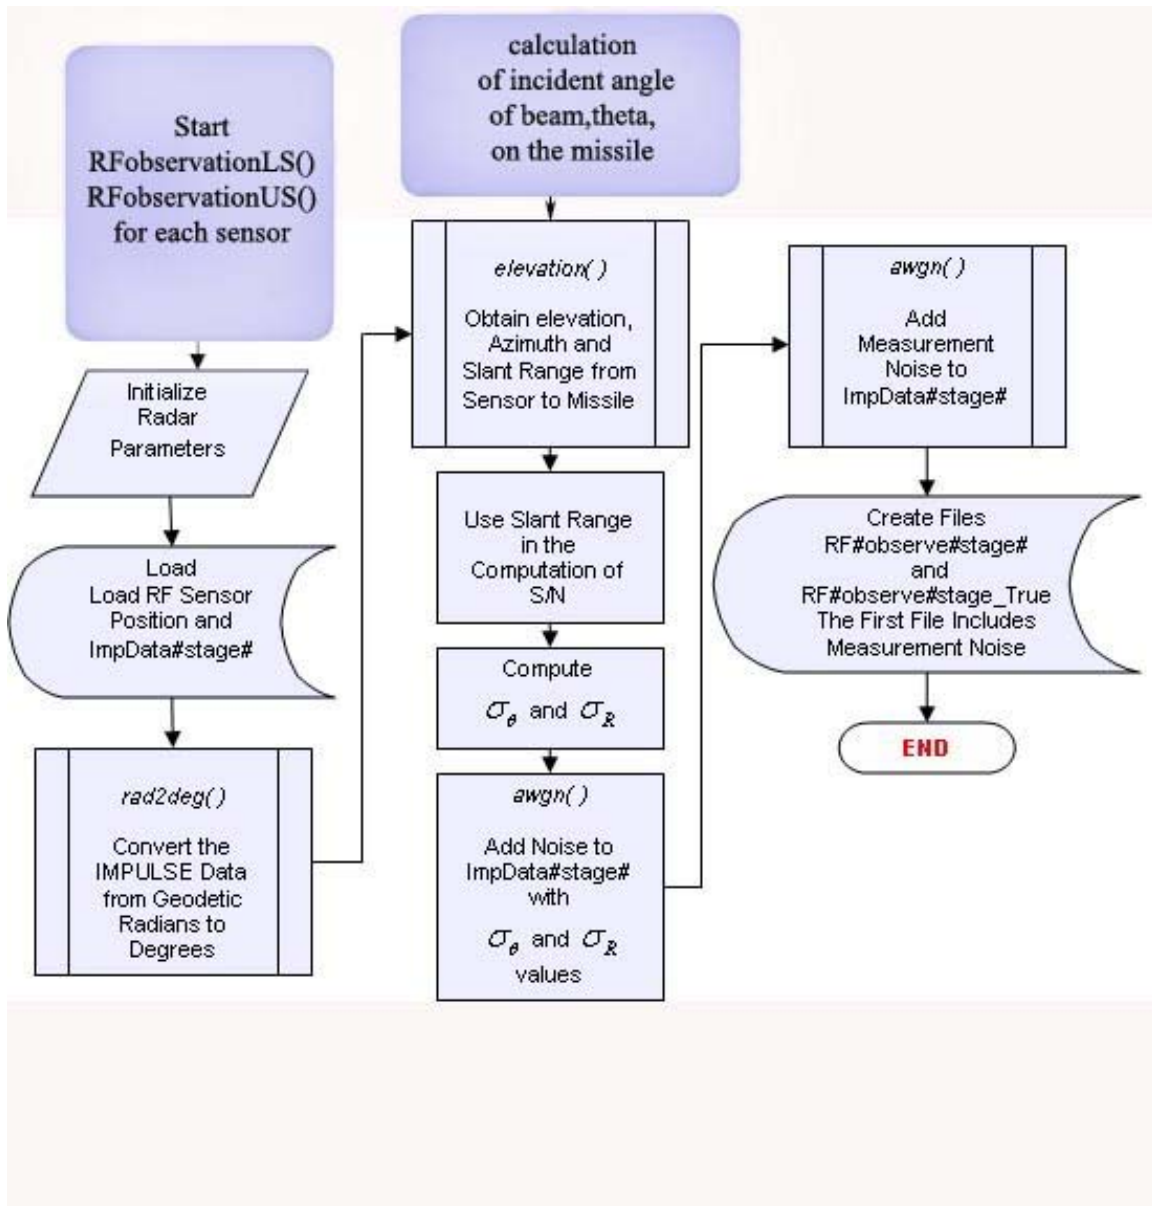 Start
RFobservationLS()
RFobservationUS()
for each sensor
Initialize
Radar
Parameters
Load
Load RF Sensor
Position and
ImpData#stage#
rad2deg()
Convert the
IMPULSE Data
from Geodetic
Radians to
Degrees
calculation
of incident angle
of beam,theta,
on the missile
elevation( )
Obtain elevation,
Azimuth and
Slant Range from
Sensor to Missile
Use Slant Range
in the
Computation of
S/N
Compute
σ_θ and σ_R
awgn( )
Add Noise to
ImpData#stage#
with
σ_θ and σ_R
values
awgn( )
Add
Measurement
Noise to
ImpData#stage#
Create Files
RF#observe#stage#
and
RF#observe#stage_True
The First File Includes
Measurement Noise
END